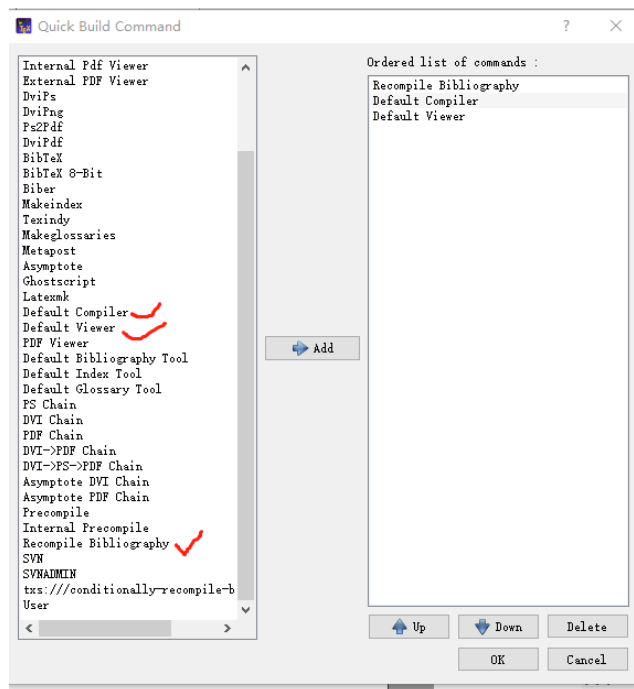 Quick Build Command
Internal Pdf Viewer
External PDF Viewer
DviPs
DviPng
Ps2Pdf
DviPdf
BibTeX
BibTeX 8-Bit
Biber
Makeindex
Texindy
Makeglossaries
Metapost
Asymptote
Ghostscript
Latexmk
Default Compiler
Default Viewer
PDF Viewer
Default Bibliography Tool
Default Index Tool
Default Glossary Tool
PS Chain
DVI Chain
PDF Chain
DVI->PDF Chain
DVI->PS->PDF Chain
Asymptote DVI Chain
Asymptote PDF Chain
Precompile
Internal Precompile
Recompile Bibliography
SVN
SVNADMIN
txs:///conditionally-recompile-b
User
Add
Ordered list of commands :
Recompile Bibliography
Default Compiler
Default Viewer
Up
Down
Delete
OK
Cancel